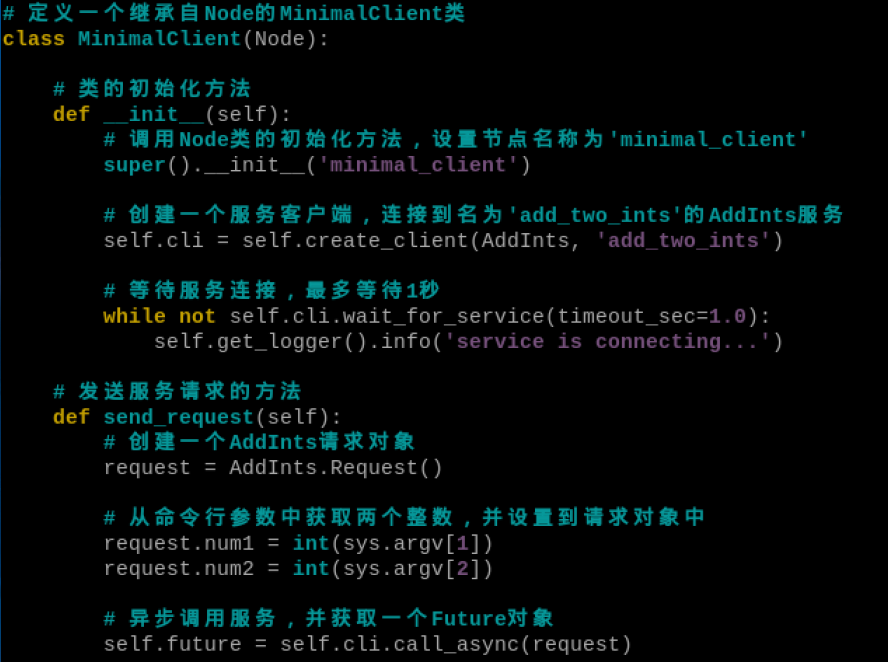 # 定义一个继承自Node的MinimalClient类
class MinimalClient(Node):
    # 类的初始化方法
    def __init__(self):
        # 调用Node类的初始化方法，设置节点名称为'minimal_client'
        super().__init__('minimal_client')
        # 创建一个服务客户端，连接到名为'add_two_ints'的AddInts服务
        self.cli = self.create_client(AddInts, 'add_two_ints')
        # 等待服务连接，最多等待1秒
        while not self.cli.wait_for_service(timeout_sec=1.0):
            self.get_logger().info('service is connecting...')
    # 发送服务请求的方法
    def send_request(self):
        # 创建一个AddInts请求对象
        request = AddInts.Request()
        # 从命令行参数中获取两个整数，并设置到请求对象中
        request.num1 = int(sys.argv[1])
        request.num2 = int(sys.argv[2])
        # 异步调用服务，并获取一个Future对象
        self.future = self.cli.call_async(request)